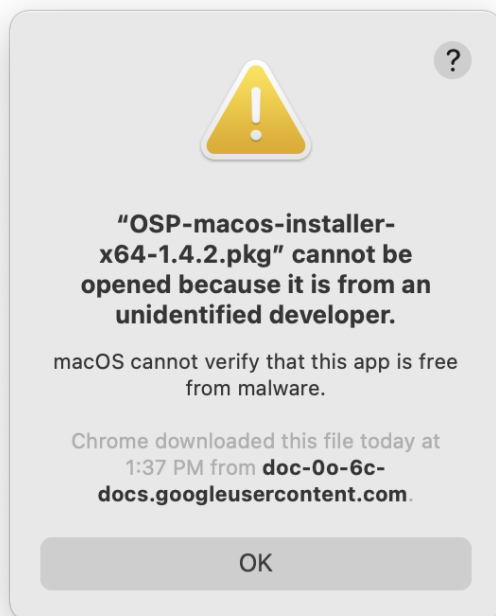 ?
“OSP-macos-installer-
x64-1.4.2.pkg” cannot be
opened because it is from an
unidentified developer.
macOS cannot verify that this app is free
from malware.
Chrome downloaded this file today at
1:37 PM from doc-0o-6c-
docs.googleusercontent.com.
OK